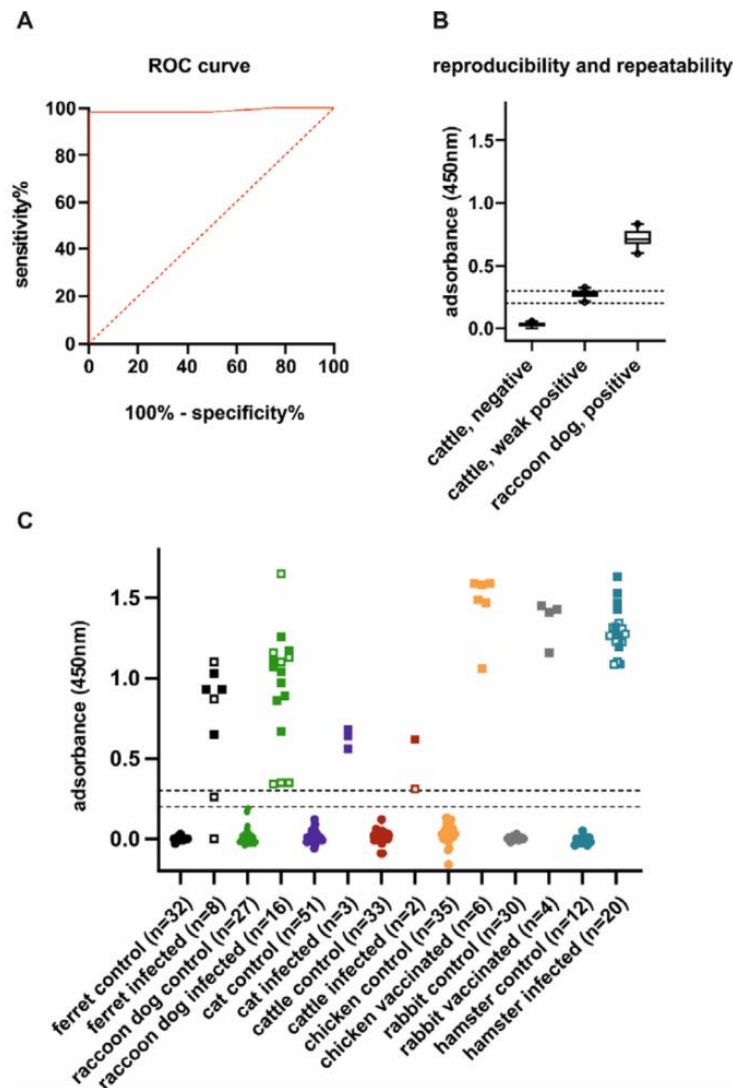 A
ROC curve
sensitivity%
100
80
60
40
20
0
0 20 40 60 80 100
100% - specificity%
B
reproducibility and repeatability
adsorbance (450nm)
1.5
1.0
0.5
0.0
cattle, negative
cattle, weak positive
raccoon dog, positive
C
adsorbance (450nm)
1.5
1.0
0.5
0.0
ferret control (n=32)
ferret infected (n=8)
raccoon dog control (n=27)
raccoon dog infected (n=16)
cat control (n=51)
cat infected (n=3)
cattle control (n=33)
cattle infected (n=2)
chicken control (n=35)
chicken vaccinated (n=6)
rabbit control (n=30)
rabbit vaccinated (n=4)
hamster control (n=12)
hamster infected (n=20)